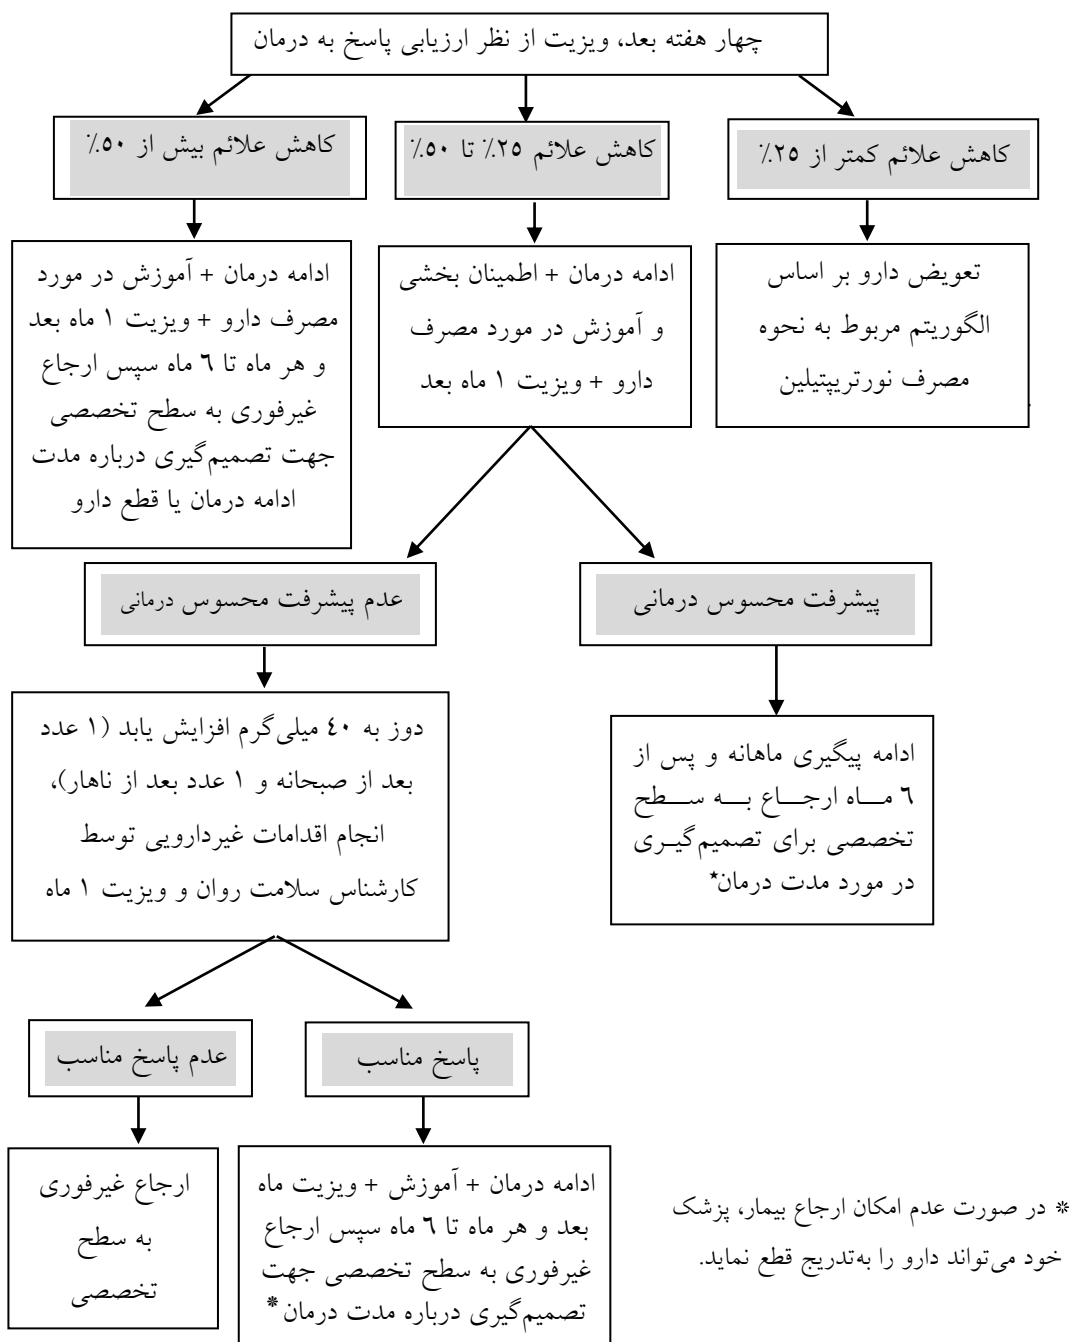 چهار هفته بعد، ویزیت از نظر ارزیابی پاسخ به درمان
کاهش علائم کمتر از ۲۵٪
کاهش علائم ۲۵٪ تا ۵۰٪
کاهش علائم بیش از ۵۰٪
تعویض دارو بر اساس
الگوریتم مربوط به نحوه
مصرف نورتریپتیلین
ادامه درمان + اطمینان بخشی
و آموزش در مورد مصرف
دارو + ویزیت ۱ ماه بعد
ادامه درمان + آموزش در مورد
مصرف دارو + ویزیت ۱ ماه بعد
و هر ماه تا ۶ ماه سپس ارجاع
غیرفوری به سطح تخصصی
جهت تصمیم‌گیری درباره مدت
ادامه درمان یا قطع دارو
پیشرفت محسوس درمانی
عدم پیشرفت محسوس درمانی
ادامه پیگیری ماهانه و پس از
۶ مــاه ارجــاع بــه ســطح
تخصصی برای تصمیم‌گیــری
در مورد مدت درمان*
دوز به ۴۰ میلی‌گرم افزایش یابد (۱ عدد
بعد از صبحانه و ۱ عدد بعد از ناهار)،
انجام اقدامات غیردارویی توسط
کارشناس سلامت روان و ویزیت ۱ ماه
پاسخ مناسب
عدم پاسخ مناسب
ادامه درمان + آموزش + ویزیت ماه
بعد و هر ماه تا ۶ ماه سپس ارجاع
غیرفوری به سطح تخصصی جهت
تصمیم‌گیری درباره مدت درمان*
ارجاع غیرفوری
به سطح
تخصصی
* در صورت عدم امکان ارجاع بیمار، پزشک
خود می‌تواند دارو را به‌تدریج قطع نماید.